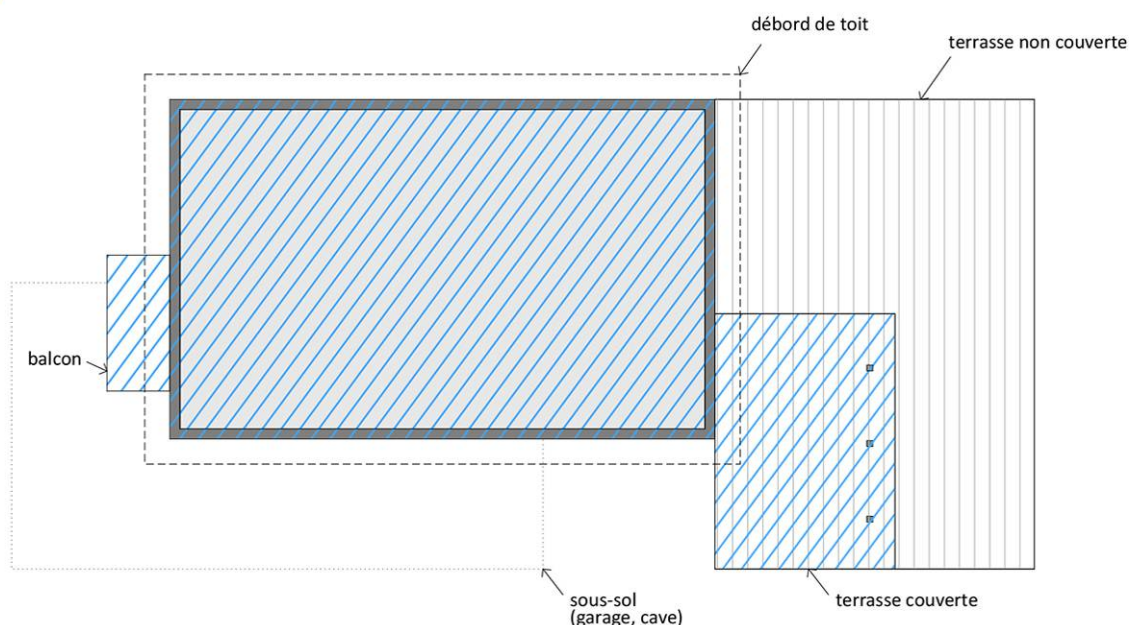 débord de toit
terrasse non couverte
balcon
sous-sol
(garage, cave)
terrasse couverte